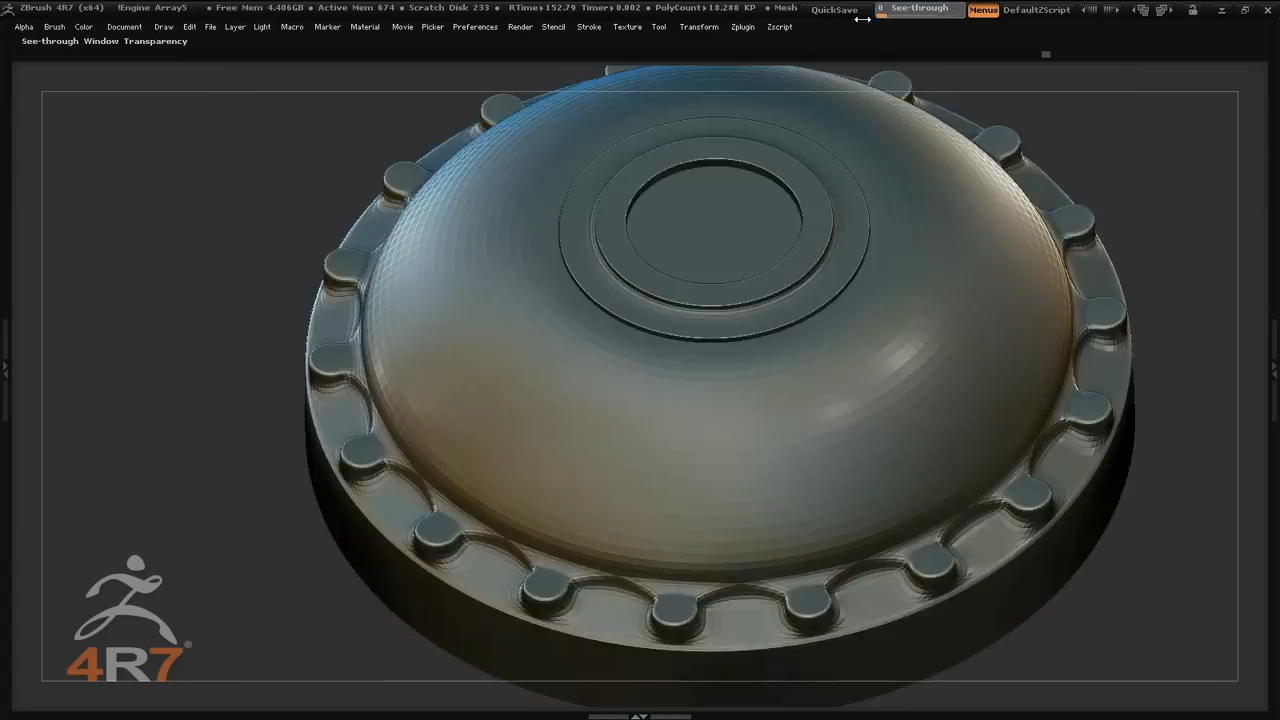 ZBrush 4R7 (x64) !Engine Array5 • Free Mem 4.406GB • Active Mem 674 • Scratch Disk 233 • RTime▸152.79 Timer▸0.002 • PolyCount▸18.288 KP • Mesh QuickSave 0 See-through Menus DefaultZScript
Alpha Brush Color Document Draw Edit File Layer Light Macro Marker Material Movie Picker Preferences Render Stencil Stroke Texture Tool Transform Zplugin Zscript
See-through Window Transparency
4R7®